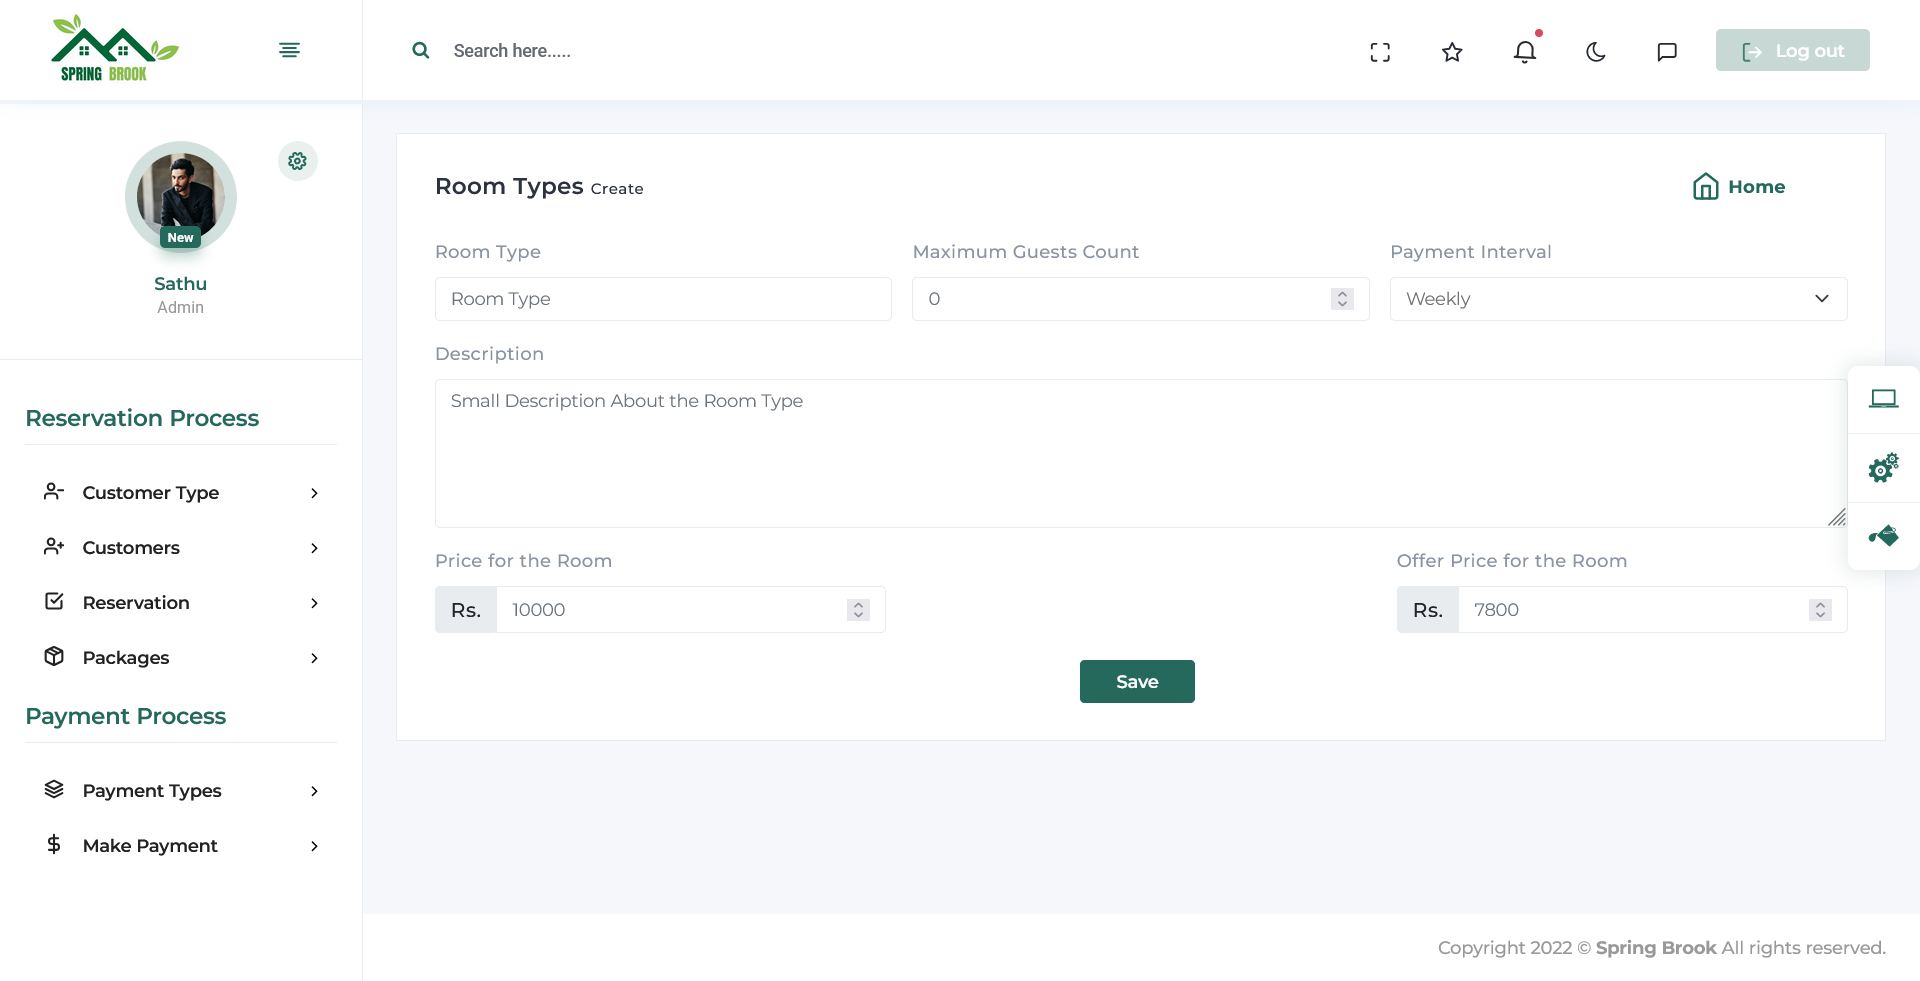 SPRING BROOK
Search here.....
Log out
New
Sathu
Admin
Reservation Process
Customer Type
Customers
Reservation
Packages
Payment Process
Payment Types
Make Payment
Room Types Create
Home
Room Type
Maximum Guests Count
Payment Interval
Room Type
0
Weekly
Description
Small Description About the Room Type
Price for the Room
Offer Price for the Room
Rs. 10000
Rs. 7800
Save
Copyright 2022 © Spring Brook All rights reserved.